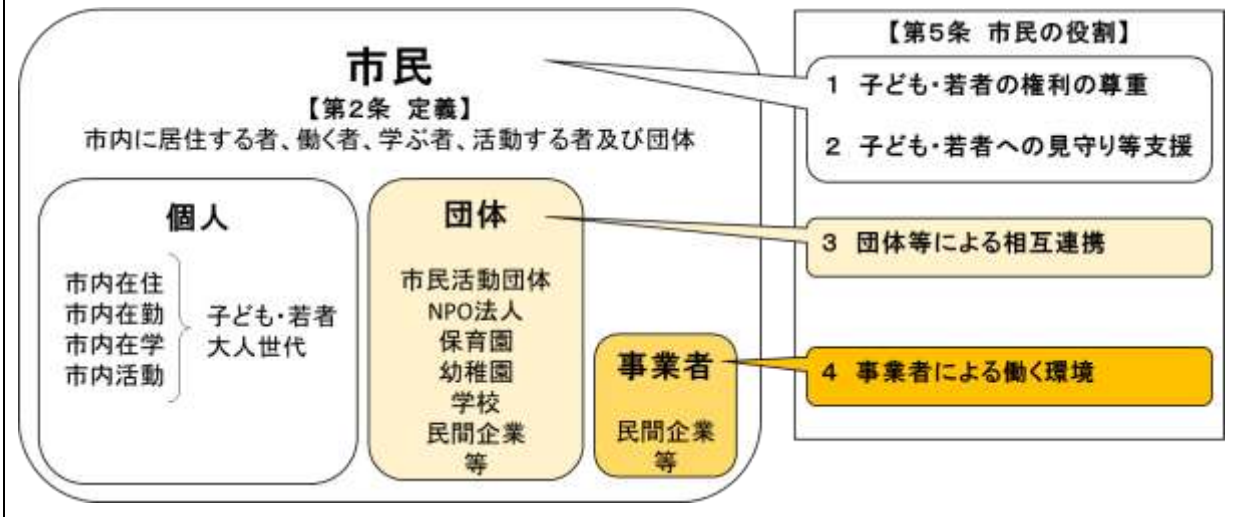 市民
【第2条 定義】
市内に居住する者、働く者、学ぶ者、活動する者及び団体
個人
市内在住
市内在勤
市内在学
市内活動
子ども・若者
大人世代
団体
市民活動団体
NPO法人
保育園
幼稚園
学校
民間企業
等
事業者
民間企業
等
【第5条 市民の役割】
1 子ども・若者の権利の尊重
2 子ども・若者への見守り等支援
3 団体等による相互連携
4 事業者による働く環境